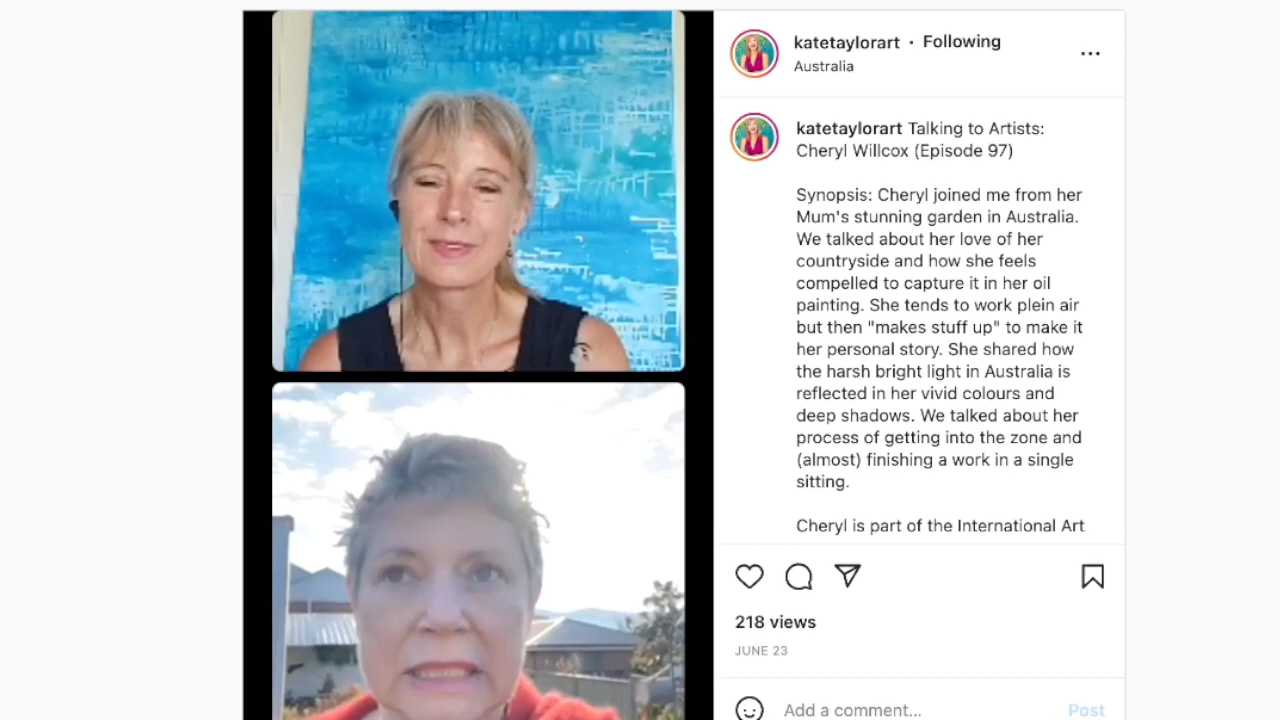 katetaylorart • Following
Australia
katetaylorart Talking to Artists:
Cheryl Willcox (Episode 97)
Synopsis: Cheryl joined me from her
Mum's stunning garden in Australia.
We talked about her love of her
countryside and how she feels
compelled to capture it in her oil
painting. She tends to work plein air
but then "makes stuff up" to make it
her personal story. She shared how
the harsh bright light in Australia is
reflected in her vivid colours and
deep shadows. We talked about her
process of getting into the zone and
(almost) finishing a work in a single
sitting.
Cheryl is part of the International Art
218 views
JUNE 23
Add a comment...
Post